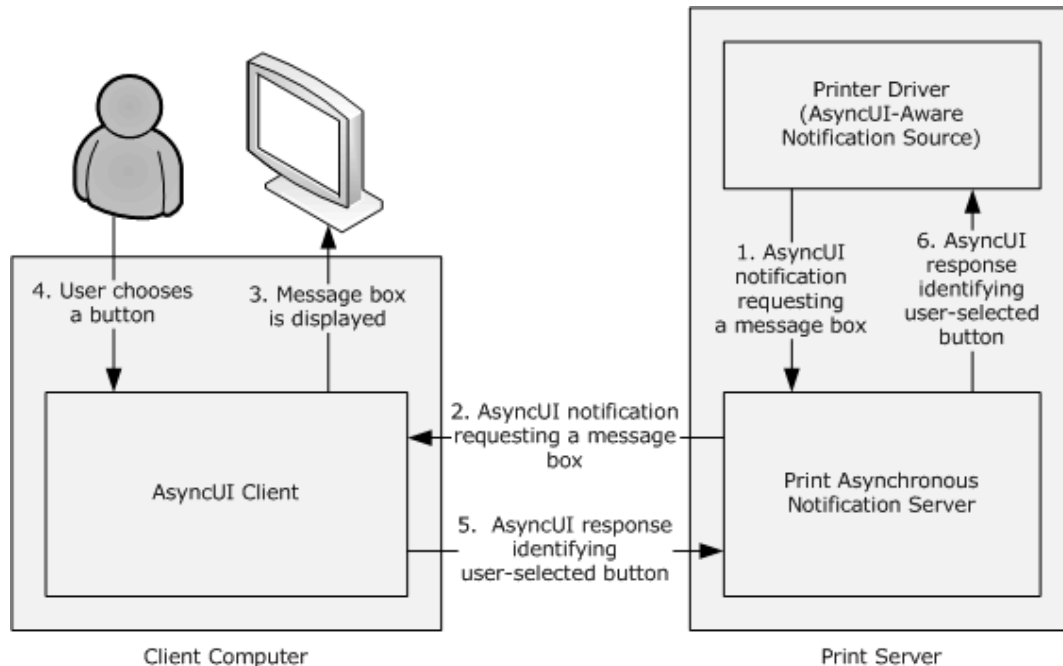 Printer Driver
(AsyncUI-Aware
Notification Source)
1. AsyncUI
notification
requesting
a message box
6. AsyncUI
response
identifying
user-selected
button
4. User chooses
a button
3. Message box
is displayed
2. AsyncUI notification
requesting a message
box
AsyncUI Client
Print Asynchronous
Notification Server
5. AsyncUI response
identifying
user-selected button
Client Computer
Print Server